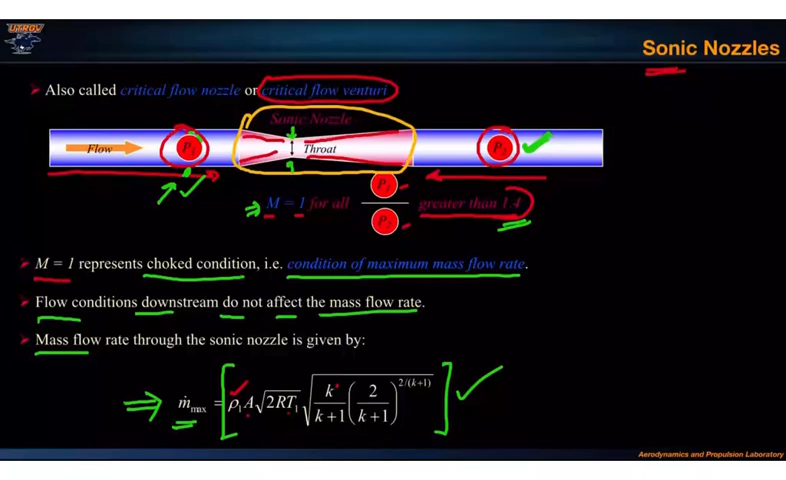 UTROV
Sonic Nozzles
Also called critical flow nozzle or critical flow venturi
Sonic Nozzle
Flow
P₁
Throat
P₂
M = 1 for all P₁ / P₂ greater than 1.4
M = 1 represents choked condition, i.e. condition of maximum mass flow rate.
Flow conditions downstream do not affect the mass flow rate.
Mass flow rate through the sonic nozzle is given by:
ṁ_max = ρ₁A√(2RT₁) √(k/(k+1) (2/(k+1))^(2/(k+1)))
Aerodynamics and Propulsion Laboratory